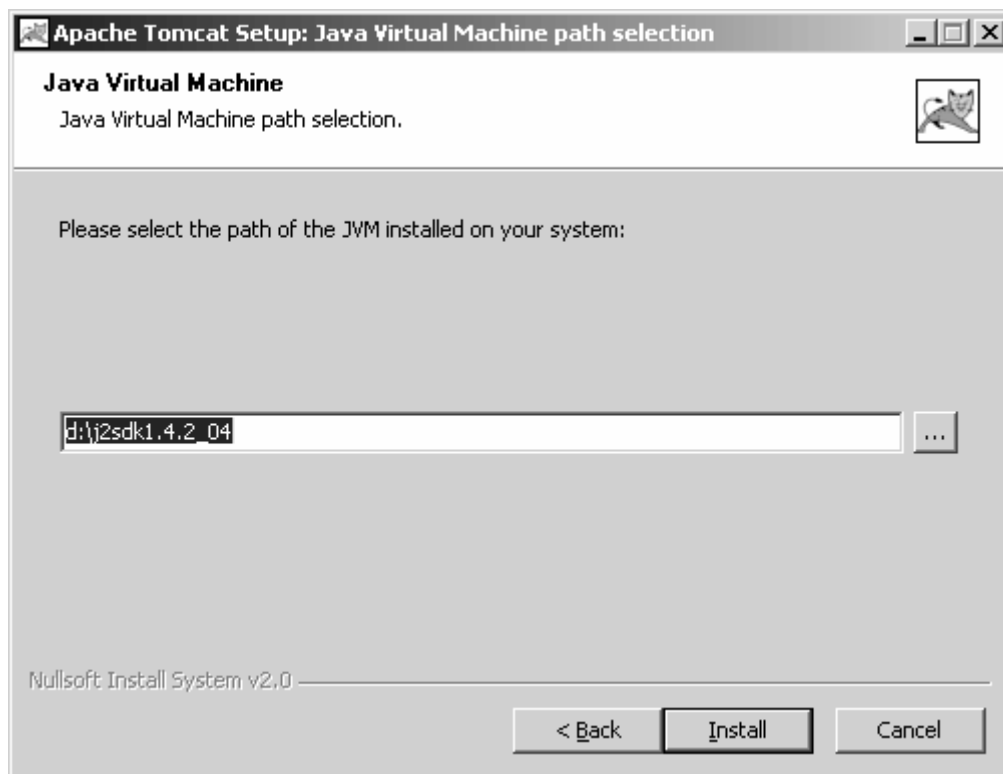 Apache Tomcat Setup: Java Virtual Machine path selection
Java Virtual Machine
Java Virtual Machine path selection.
Please select the path of the JVM installed on your system:
d:\j2sdk1.4.2_04
...
Nullsoft Install System v2.0
< Back
Install
Cancel